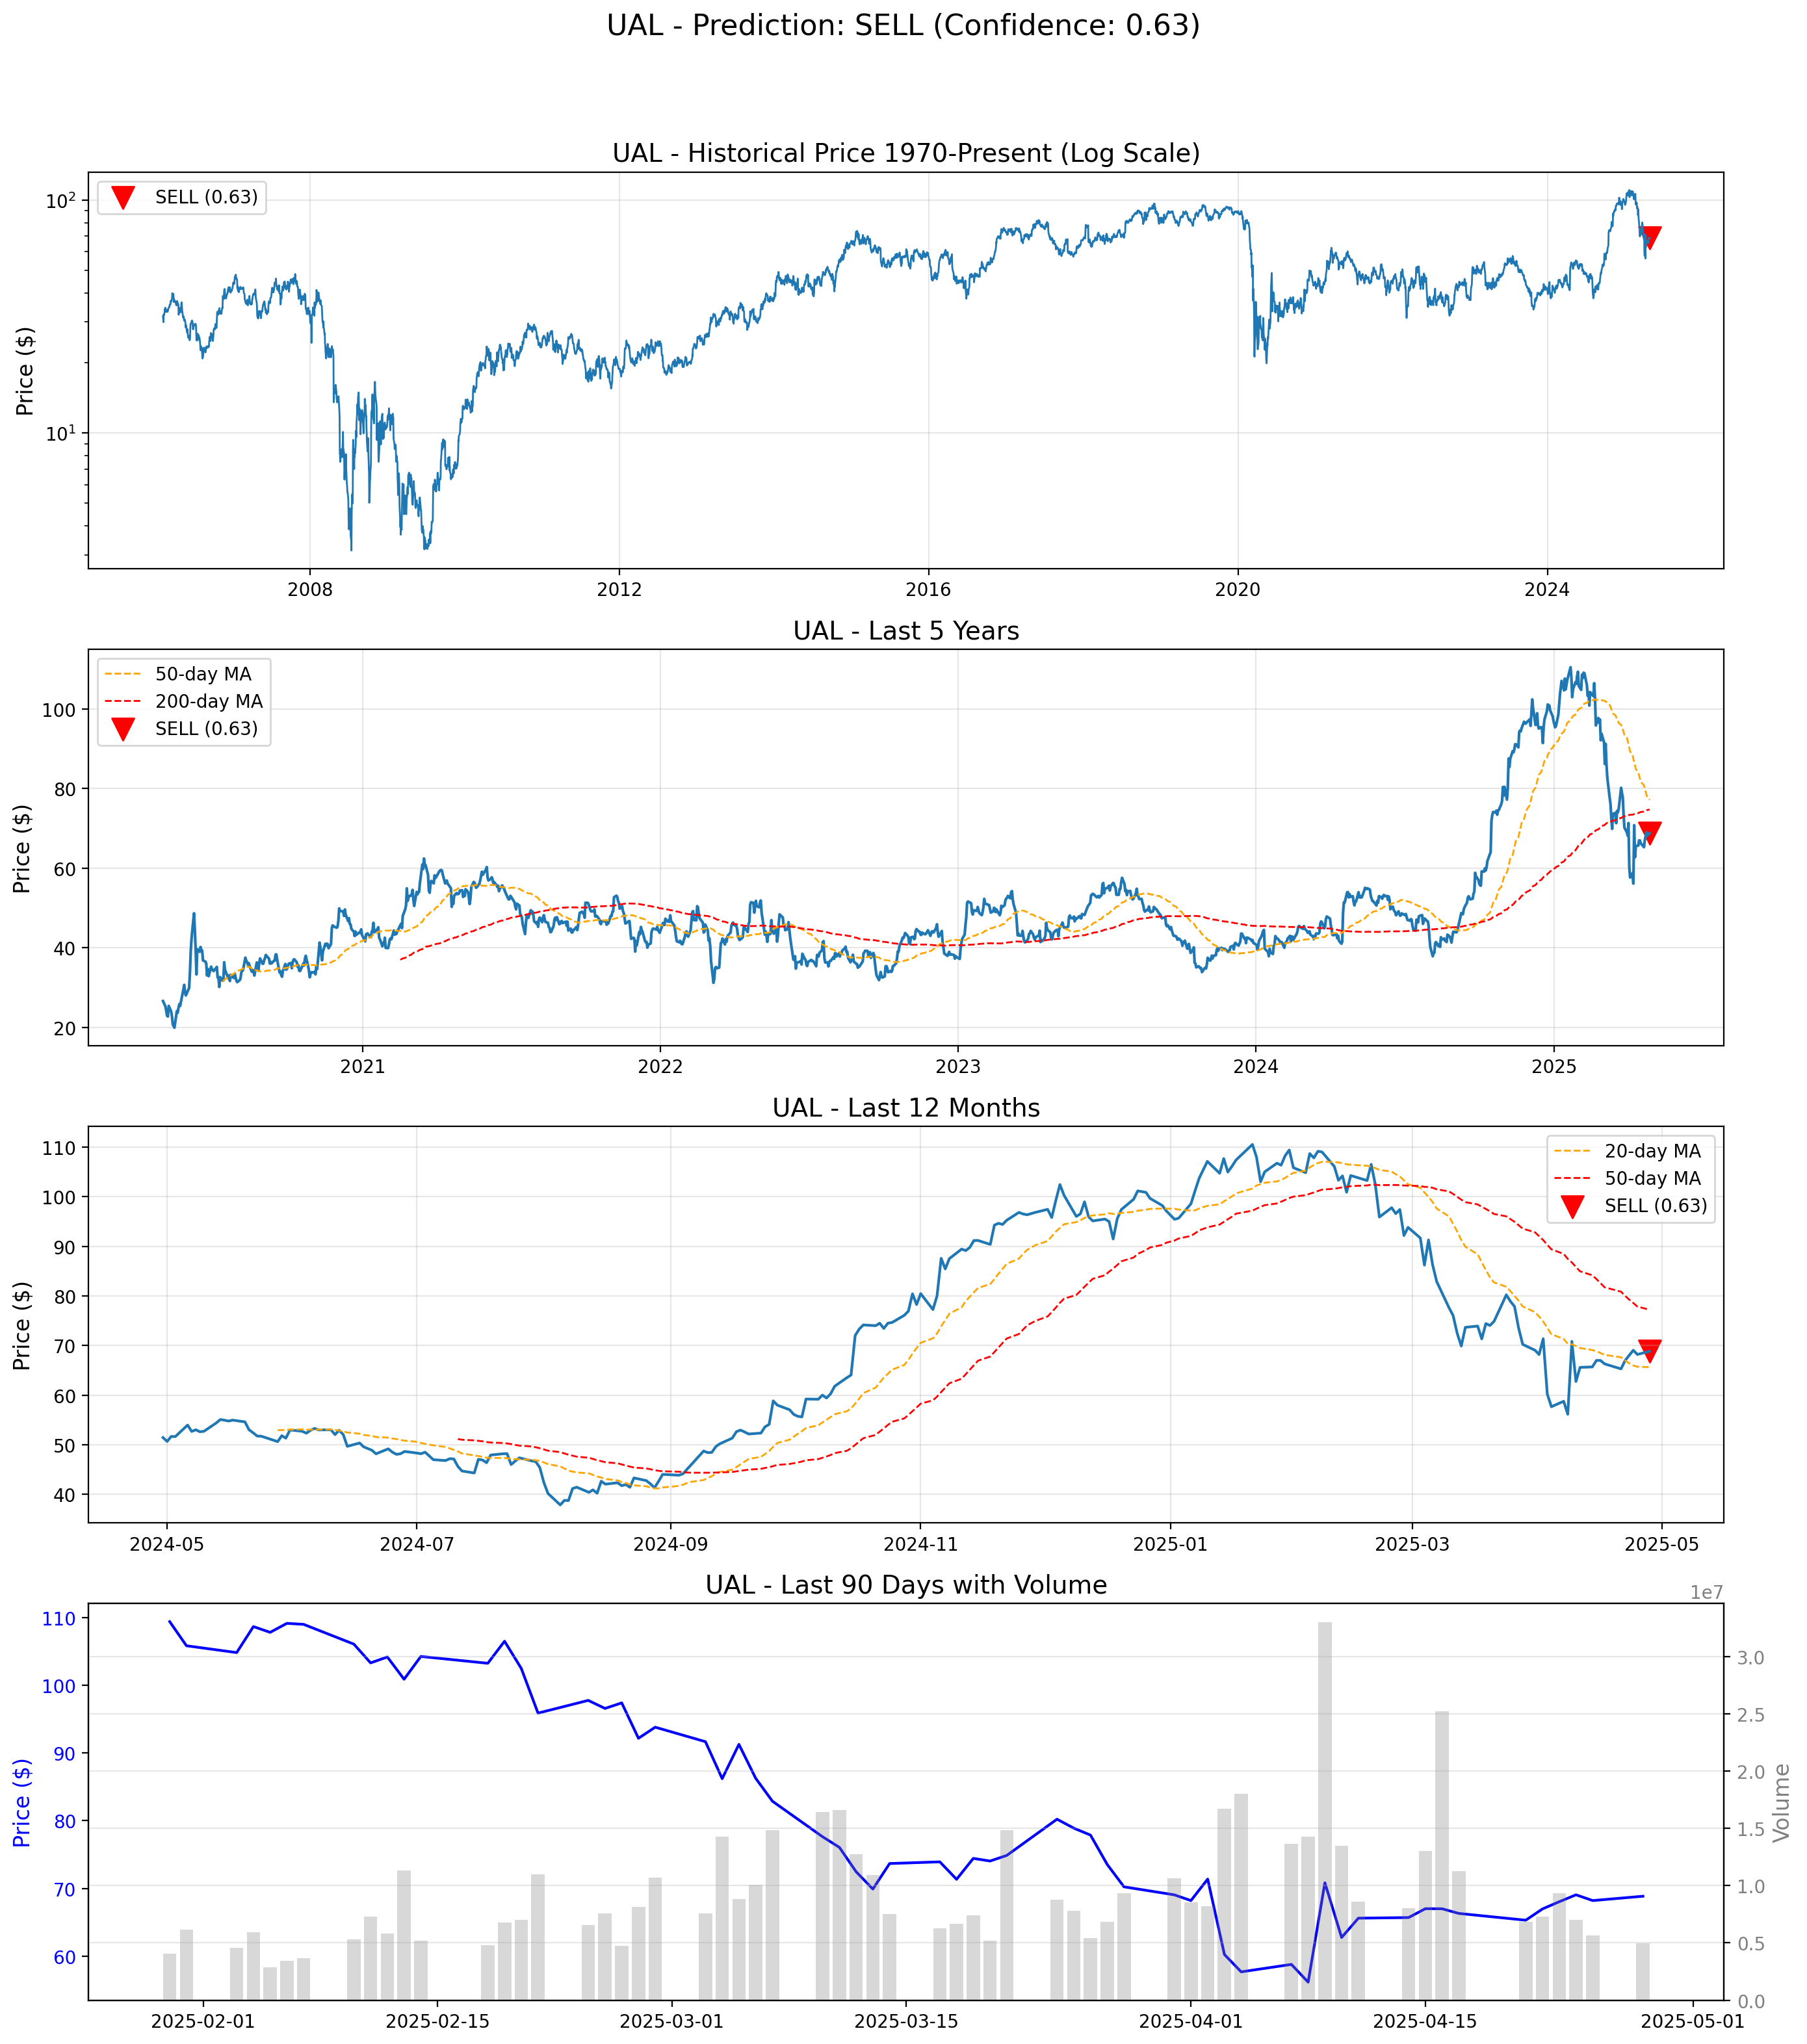 UAL - Prediction: SELL (Confidence: 0.63)
UAL - Historical Price 1970-Present (Log Scale)
SELL (0.63)
Price ($)
10²
10¹
2008 2012 2016 2020 2024
UAL - Last 5 Years
50-day MA
200-day MA
SELL (0.63)
Price ($)
100
80
60
40
20
2021 2022 2023 2024 2025
UAL - Last 12 Months
20-day MA
50-day MA
SELL (0.63)
Price ($)
110
100
90
80
70
60
50
40
2024-05 2024-07 2024-09 2024-11 2025-01 2025-03 2025-05
UAL - Last 90 Days with Volume
1e7
Price ($)
110
100
90
80
70
60
3.0
2.5
2.0
1.5
1.0
0.5
0.0
Volume
2025-02-01 2025-02-15 2025-03-01 2025-03-15 2025-04-01 2025-04-15 2025-05-01